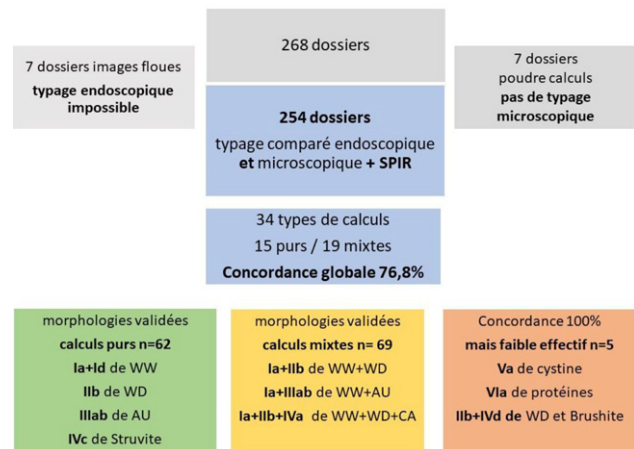 268 dossiers
7 dossiers images floues
typage endoscopique
impossible
7 dossiers
poudre calculs
pas de typage
microscopique
254 dossiers
typage comparé endoscopique
et microscopique + SPIR
34 types de calculs
15 purs / 19 mixtes
Concordance globale 76,8%
morphologies validées
calculs purs n=62
Ia+Id de WW
IIb de WD
IIIab de AU
IVc de Struvite
morphologies validées
calculs mixtes n= 69
Ia+IIb de WW+WD
Ia+IIIab de WW+AU
Ia+IIb+IVa de WW+WD+CA
Concordance 100%
mais faible effectif n=5
Va de cystine
VIa de protéines
IIb+IVd de WD et Brushite